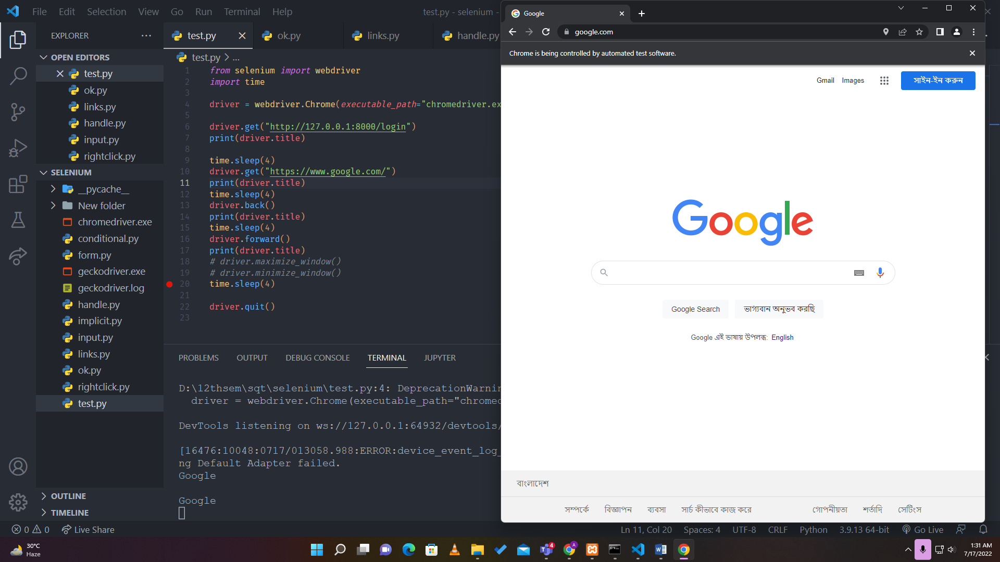 File Edit Selection View Go Run Terminal Help
test.py - selenium -
EXPLORER
OPEN EDITORS
test.py
ok.py
links.py
handle.py
input.py
rightclick.py
SELENIUM
__pycache__
New folder
chromedriver.exe
conditional.py
form.py
geckodriver.exe
geckodriver.log
handle.py
implicit.py
input.py
links.py
ok.py
rightclick.py
test.py
OUTLINE
TIMELINE
test.py ok.py links.py handle.py
test.py > ...
1 from selenium import webdriver
2 import time
3
4 driver = webdriver.Chrome(executable_path="chromedriver.ex
5
6 driver.get("http://127.0.0.1:8000/login")
7 print(driver.title)
8
9 time.sleep(4)
10 driver.get("https://www.google.com/")
11 print(driver.title)
12 time.sleep(4)
13 driver.back()
14 print(driver.title)
15 time.sleep(4)
16 driver.forward()
17 print(driver.title)
18 # driver.maximize_window()
19 # driver.minimize_window()
20 time.sleep(4)
21
22 driver.quit()
23
PROBLEMS OUTPUT DEBUG CONSOLE TERMINAL JUPYTER
D:\12thsem\sqt\selenium\test.py:4: DeprecationWarnin
driver = webdriver.Chrome(executable_path="chromed
DevTools listening on ws://127.0.0.1:64932/devtools/
[16476:10048:0717/013058.988:ERROR:device_event_log_
ng Default Adapter failed.
Google
Google
Google
google.com
Chrome is being controlled by automated test software.
Gmail Images সাইন-ইন করুন
Google
Google Search ভাগ্যবান অনুভব করছি
Google এই ভাষায় উপলব্ধ: English
বাংলাদেশ
সম্পর্কে বিজ্ঞাপন ব্যবসা সার্চ কীভাবে কাজ করে গোপনীয়তা শর্তাদি সেটিংস
0 0 Live Share
Ln 11, Col 20 Spaces: 4 UTF-8 CRLF Python 3.9.13 64-bit Go Live
30°C
Haze
4
A
1:31 AM
7/17/2022